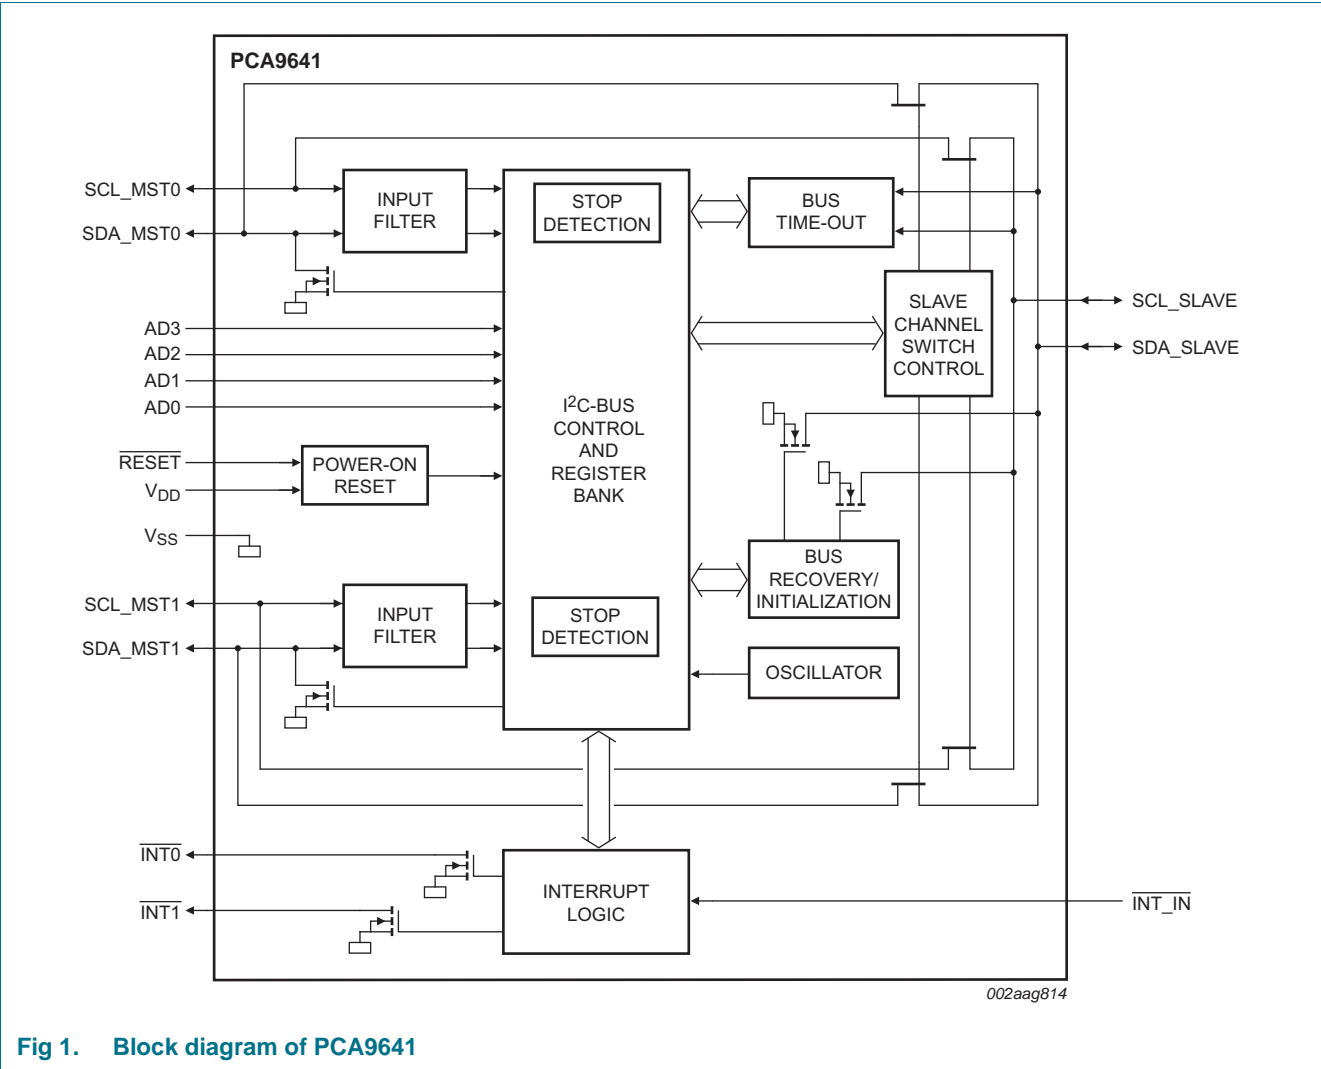 PCA9641
SCL_MST0
SDA_MST0
INPUT
FILTER
STOP
DETECTION
BUS
TIME-OUT
AD3
AD2
AD1
AD0
SLAVE
CHANNEL
SWITCH
CONTROL
SCL_SLAVE
SDA_SLAVE
I2C-BUS
CONTROL
AND
REGISTER
BANK
RESET
VDD
POWER-ON
RESET
VSS
BUS
RECOVERY/
INITIALIZATION
SCL_MST1
SDA_MST1
INPUT
FILTER
STOP
DETECTION
OSCILLATOR
INT0
INT1
INTERRUPT
LOGIC
INT_IN
002aag814
Fig 1. Block diagram of PCA9641